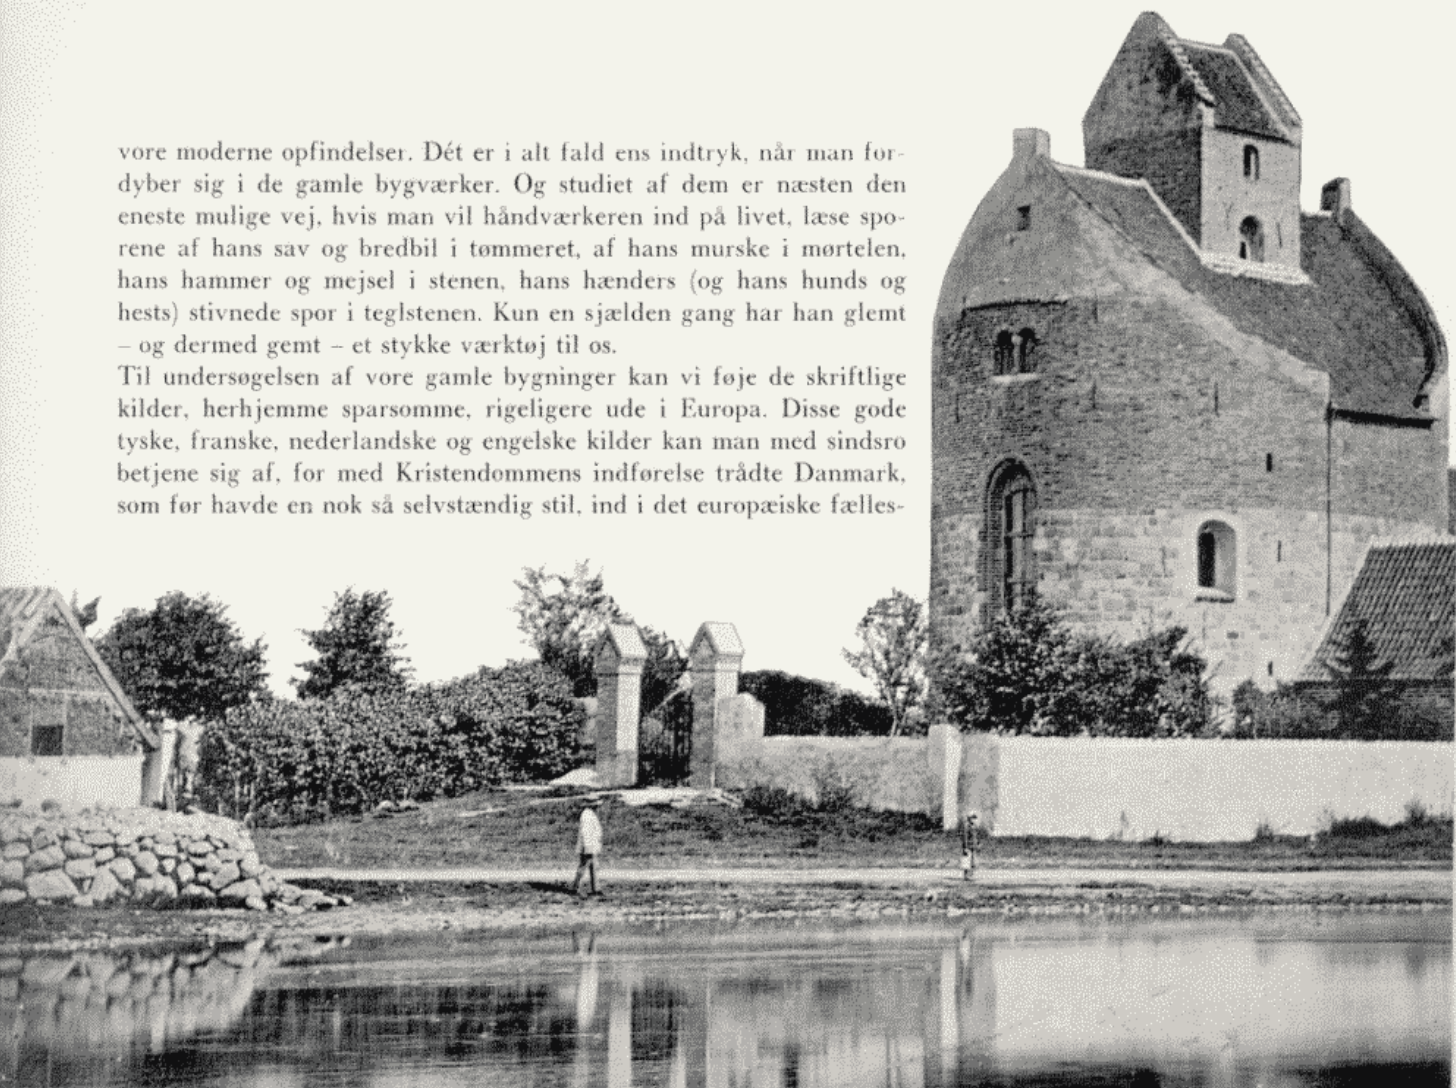 vore moderne opfindelser. Dét er i alt fald ens indtryk, når man for-
dyber sig i de gamle bygværker. Og studiet af dem er næsten den
eneste mulige vej, hvis man vil håndværkeren ind på livet, læse spo-
rene af hans sav og bredbil i tømmeret, af hans murske i mørtelen,
hans hammer og mejsel i stenen, hans hænders (og hans hunds og
hests) stivnede spor i teglstenen. Kun en sjælden gang har han glemt
– og dermed gemt – et stykke værktøj til os.
Til undersøgelsen af vore gamle bygninger kan vi føje de skriftlige
kilder, herhjemme sparsomme, rigeligere ude i Europa. Disse gode
tyske, franske, nederlandske og engelske kilder kan man med sindsro
betjene sig af, for med Kristendommens indførelse trådte Danmark,
som før havde en nok så selvstændig stil, ind i det europæiske fælles-